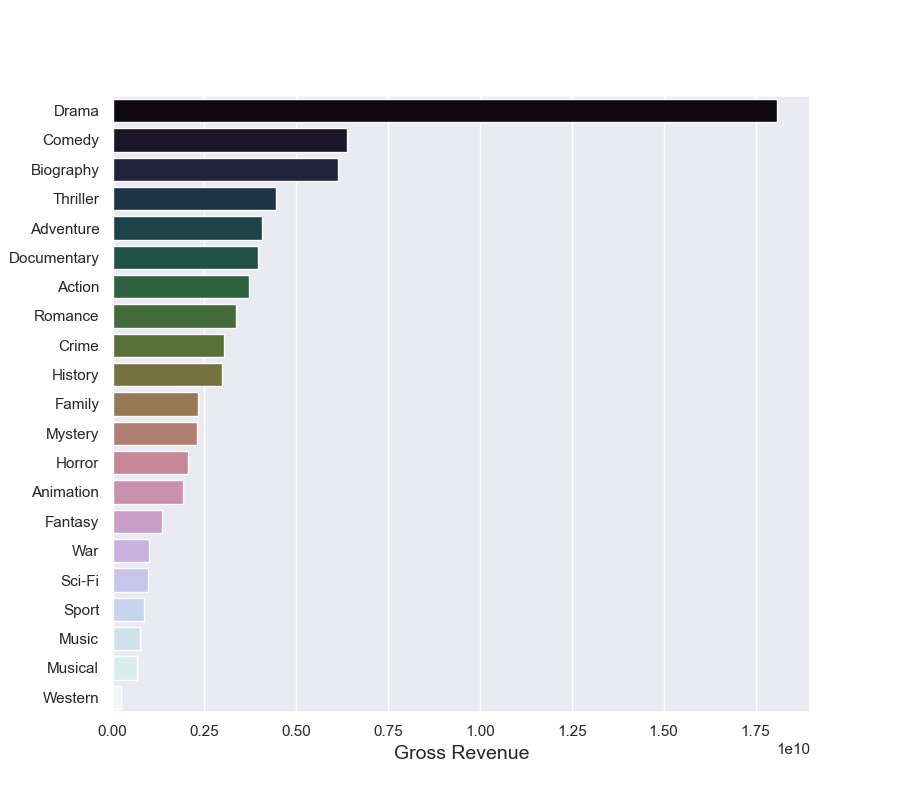 Drama
Comedy
Biography
Thriller
Adventure
Documentary
Action
Romance
Crime
History
Family
Mystery
Horror
Animation
Fantasy
War
Sci-Fi
Sport
Music
Musical
Western
0.00 0.25 0.50 0.75 1.00 1.25 1.50 1.75
1e10
Gross Revenue